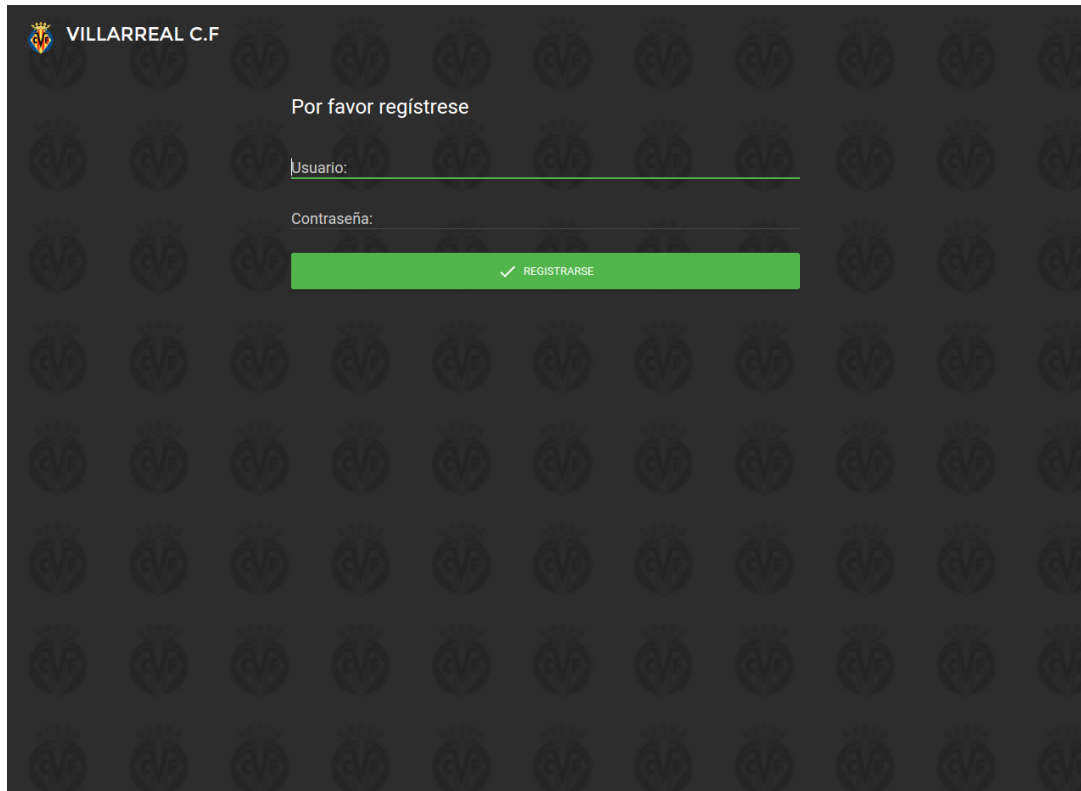 VILLARREAL C.F
Por favor regístrese
Usuario:
Contraseña:
REGISTRARSE